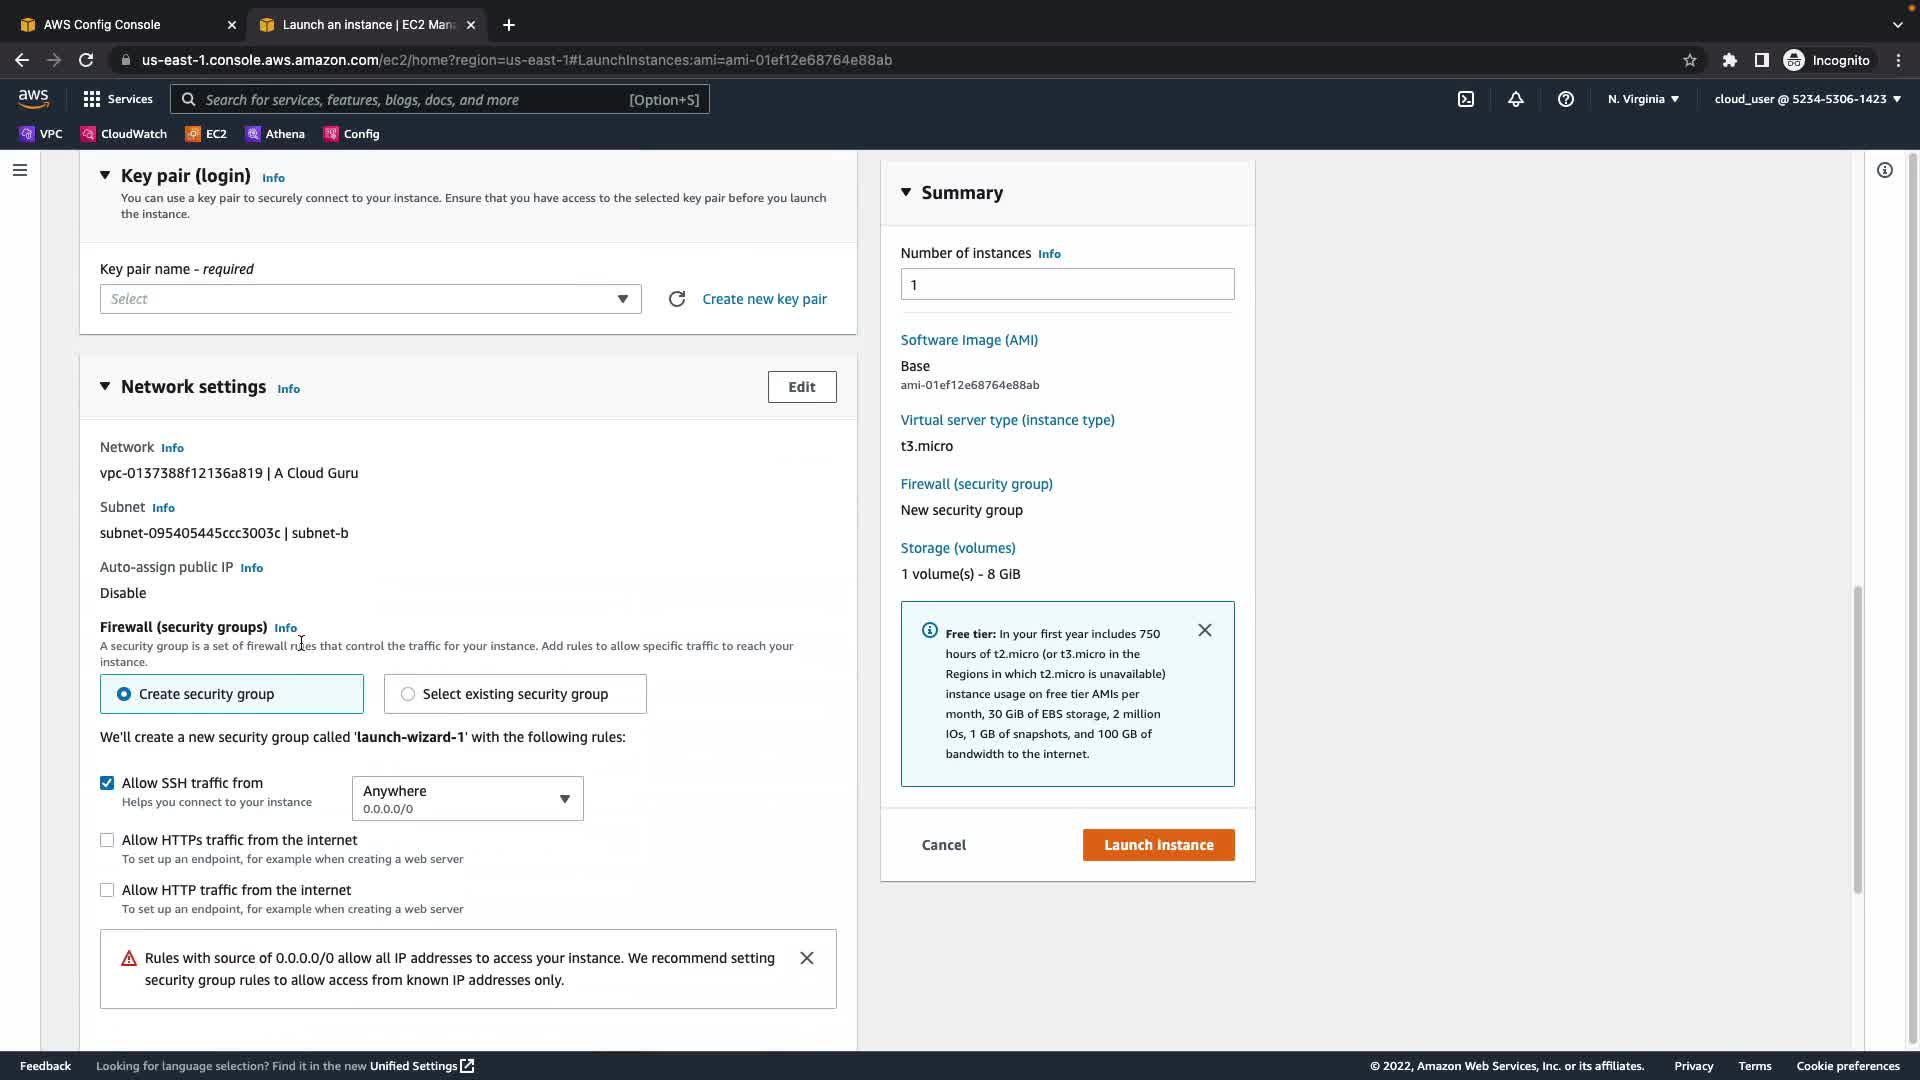 AWS Config Console
Launch an instance | EC2 Man
us-east-1.console.aws.amazon.com/ec2/home?region=us-east-1#LaunchInstances:ami=ami-01ef12e68764e88ab
Incognito
aws
Services
Search for services, features, blogs, docs, and more
[Option+S]
N. Virginia
cloud_user @ 5234-5306-1423
VPC
CloudWatch
EC2
Athena
Config
Key pair (login) Info
You can use a key pair to securely connect to your instance. Ensure that you have access to the selected key pair before you launch
the instance.
Key pair name - required
Select
Create new key pair
Network settings Info
Edit
Network Info
vpc-0137388f12136a819 | A Cloud Guru
Subnet Info
subnet-095405445ccc3003c | subnet-b
Auto-assign public IP Info
Disable
Firewall (security groups) Info
A security group is a set of firewall rules that control the traffic for your instance. Add rules to allow specific traffic to reach your
instance.
Create security group
Select existing security group
We'll create a new security group called 'launch-wizard-1' with the following rules:
Allow SSH traffic from
Helps you connect to your instance
Anywhere
0.0.0.0/0
Allow HTTPs traffic from the internet
To set up an endpoint, for example when creating a web server
Allow HTTP traffic from the internet
To set up an endpoint, for example when creating a web server
Rules with source of 0.0.0.0/0 allow all IP addresses to access your instance. We recommend setting
security group rules to allow access from known IP addresses only.
Summary
Number of instances Info
1
Software Image (AMI)
Base
ami-01ef12e68764e88ab
Virtual server type (instance type)
t3.micro
Firewall (security group)
New security group
Storage (volumes)
1 volume(s) - 8 GiB
Free tier: In your first year includes 750
hours of t2.micro (or t3.micro in the
Regions in which t2.micro is unavailable)
instance usage on free tier AMIs per
month, 30 GiB of EBS storage, 2 million
IOs, 1 GB of snapshots, and 100 GB of
bandwidth to the internet.
Cancel
Launch instance
Feedback
Looking for language selection? Find it in the new Unified Settings
© 2022, Amazon Web Services, Inc. or its affiliates.
Privacy
Terms
Cookie preferences